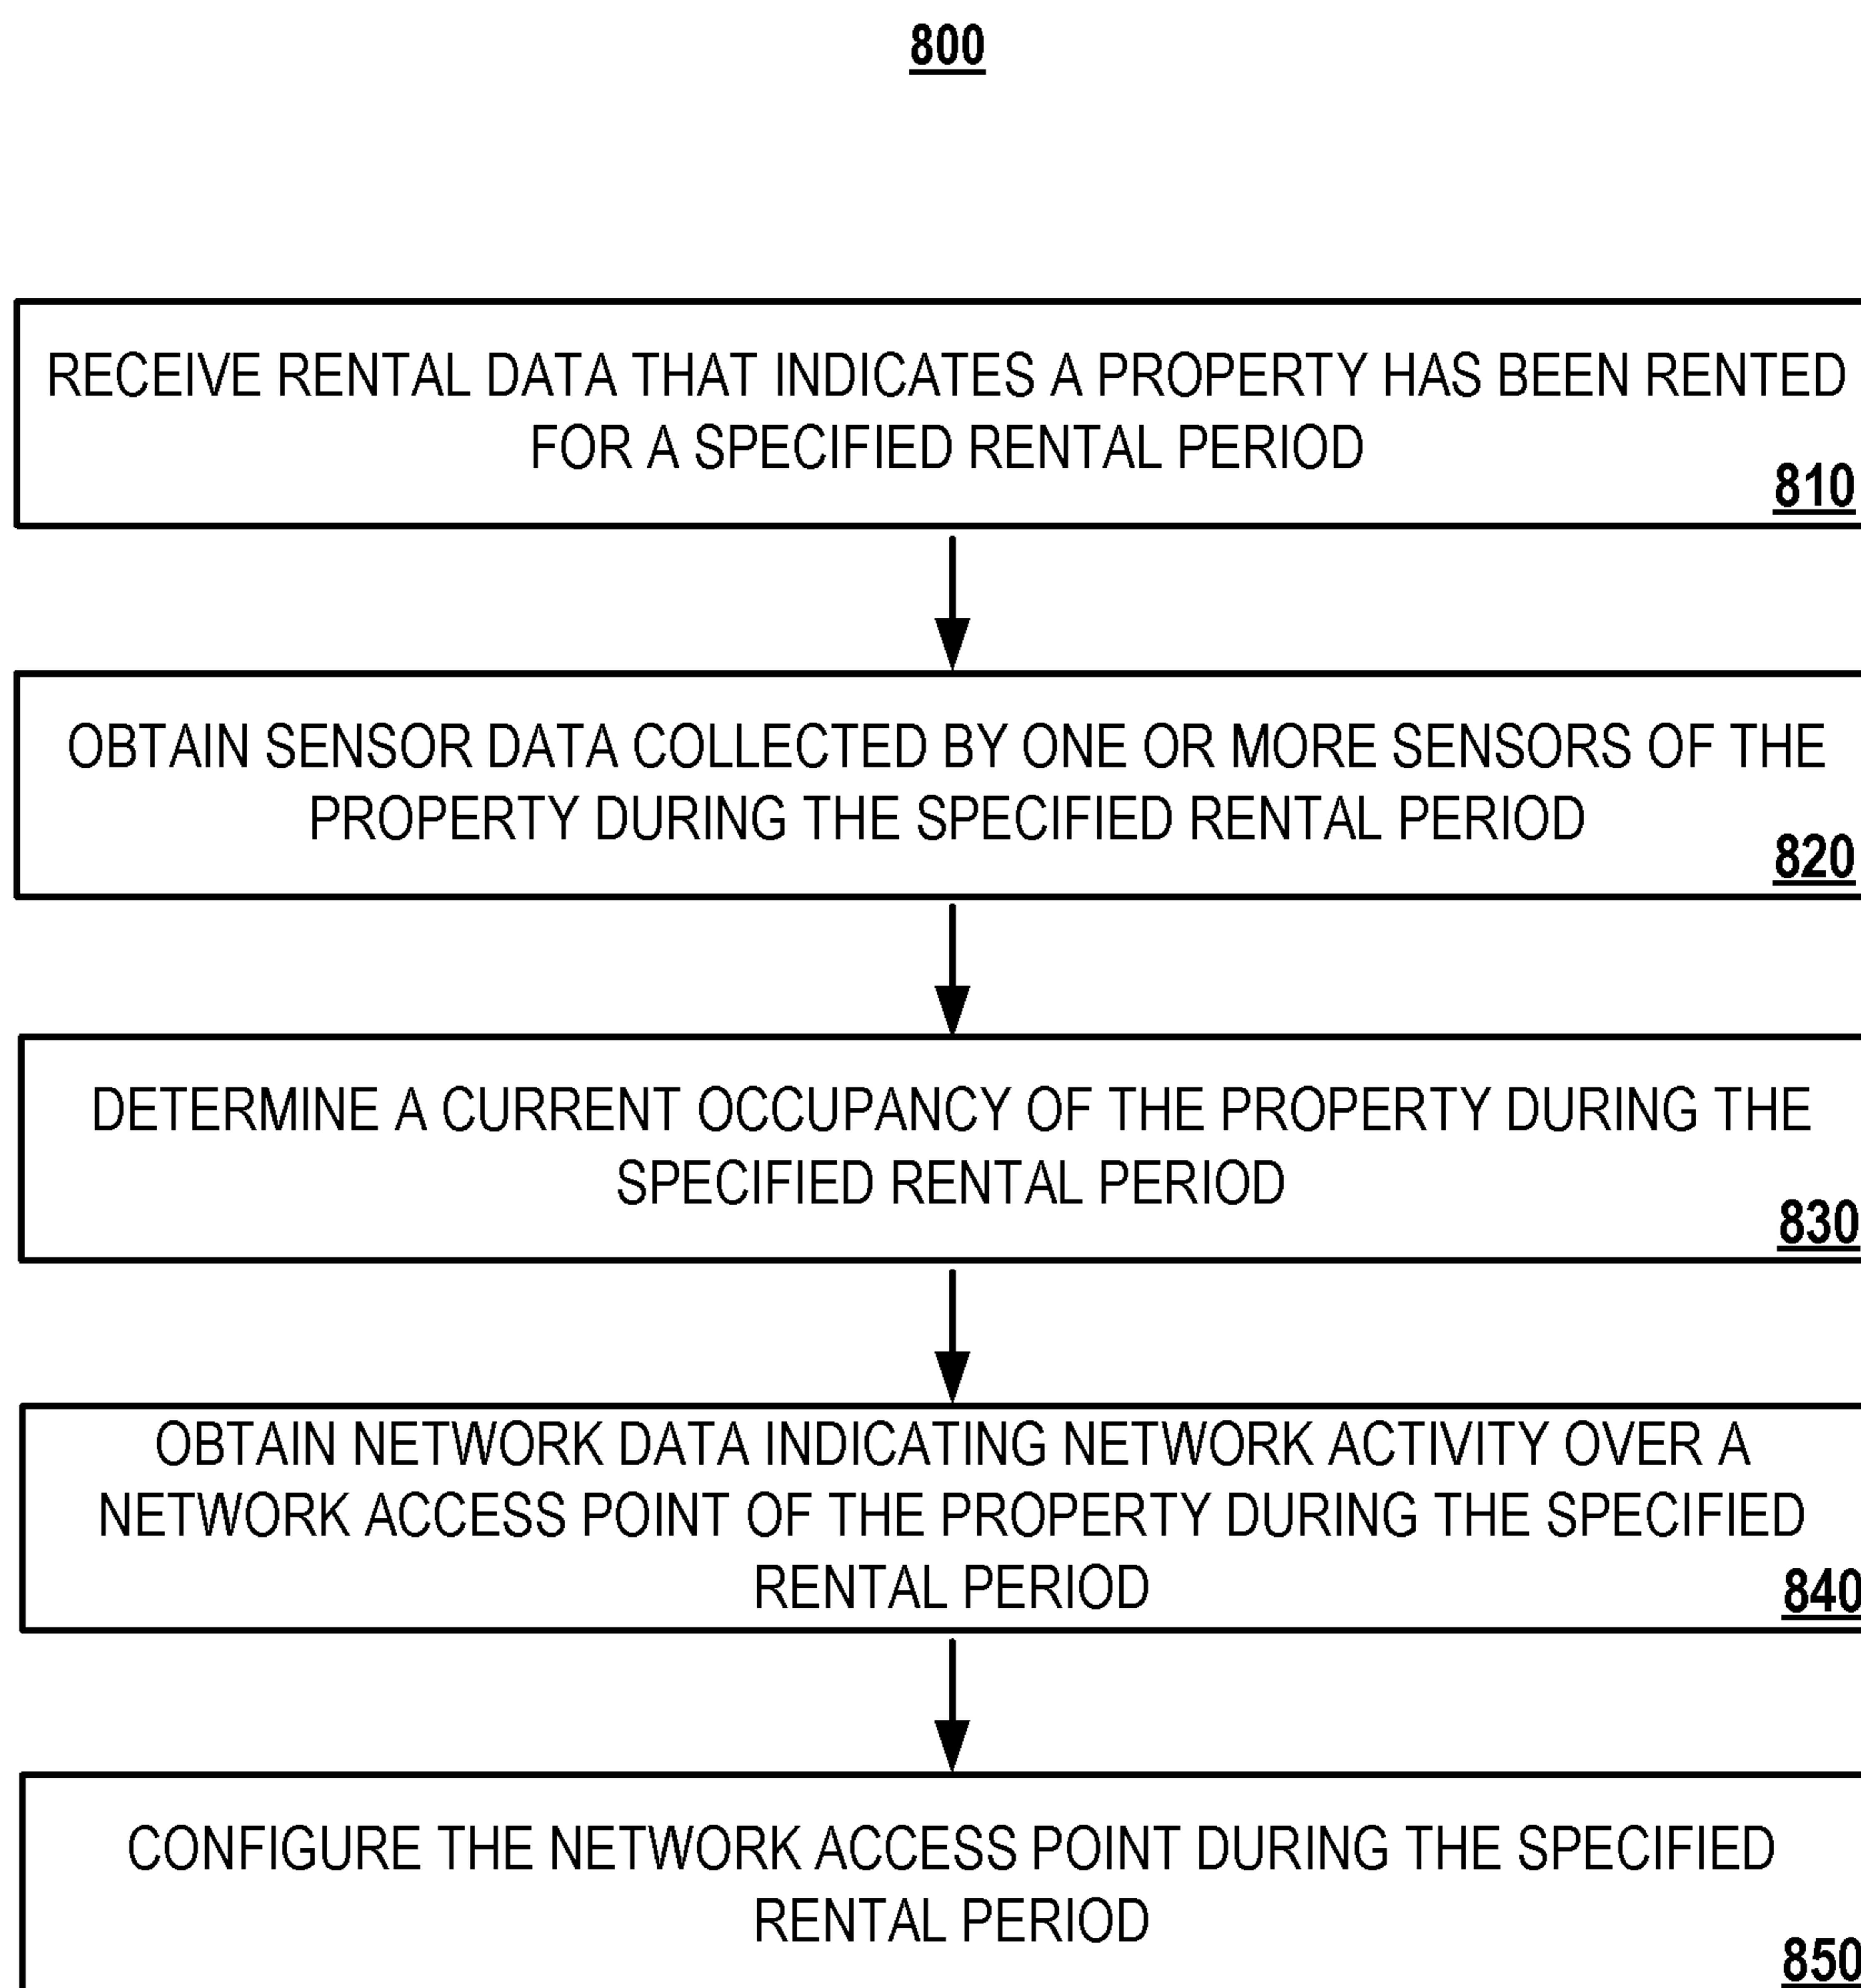 800
RECEIVE RENTAL DATA THAT INDICATES A PROPERTY HAS BEEN RENTED
FOR A SPECIFIED RENTAL PERIOD
810
OBTAIN SENSOR DATA COLLECTED BY ONE OR MORE SENSORS OF THE
PROPERTY DURING THE SPECIFIED RENTAL PERIOD
820
DETERMINE A CURRENT OCCUPANCY OF THE PROPERTY DURING THE
SPECIFIED RENTAL PERIOD
830
OBTAIN NETWORK DATA INDICATING NETWORK ACTIVITY OVER A
NETWORK ACCESS POINT OF THE PROPERTY DURING THE SPECIFIED
RENTAL PERIOD
840
CONFIGURE THE NETWORK ACCESS POINT DURING THE SPECIFIED
RENTAL PERIOD
850